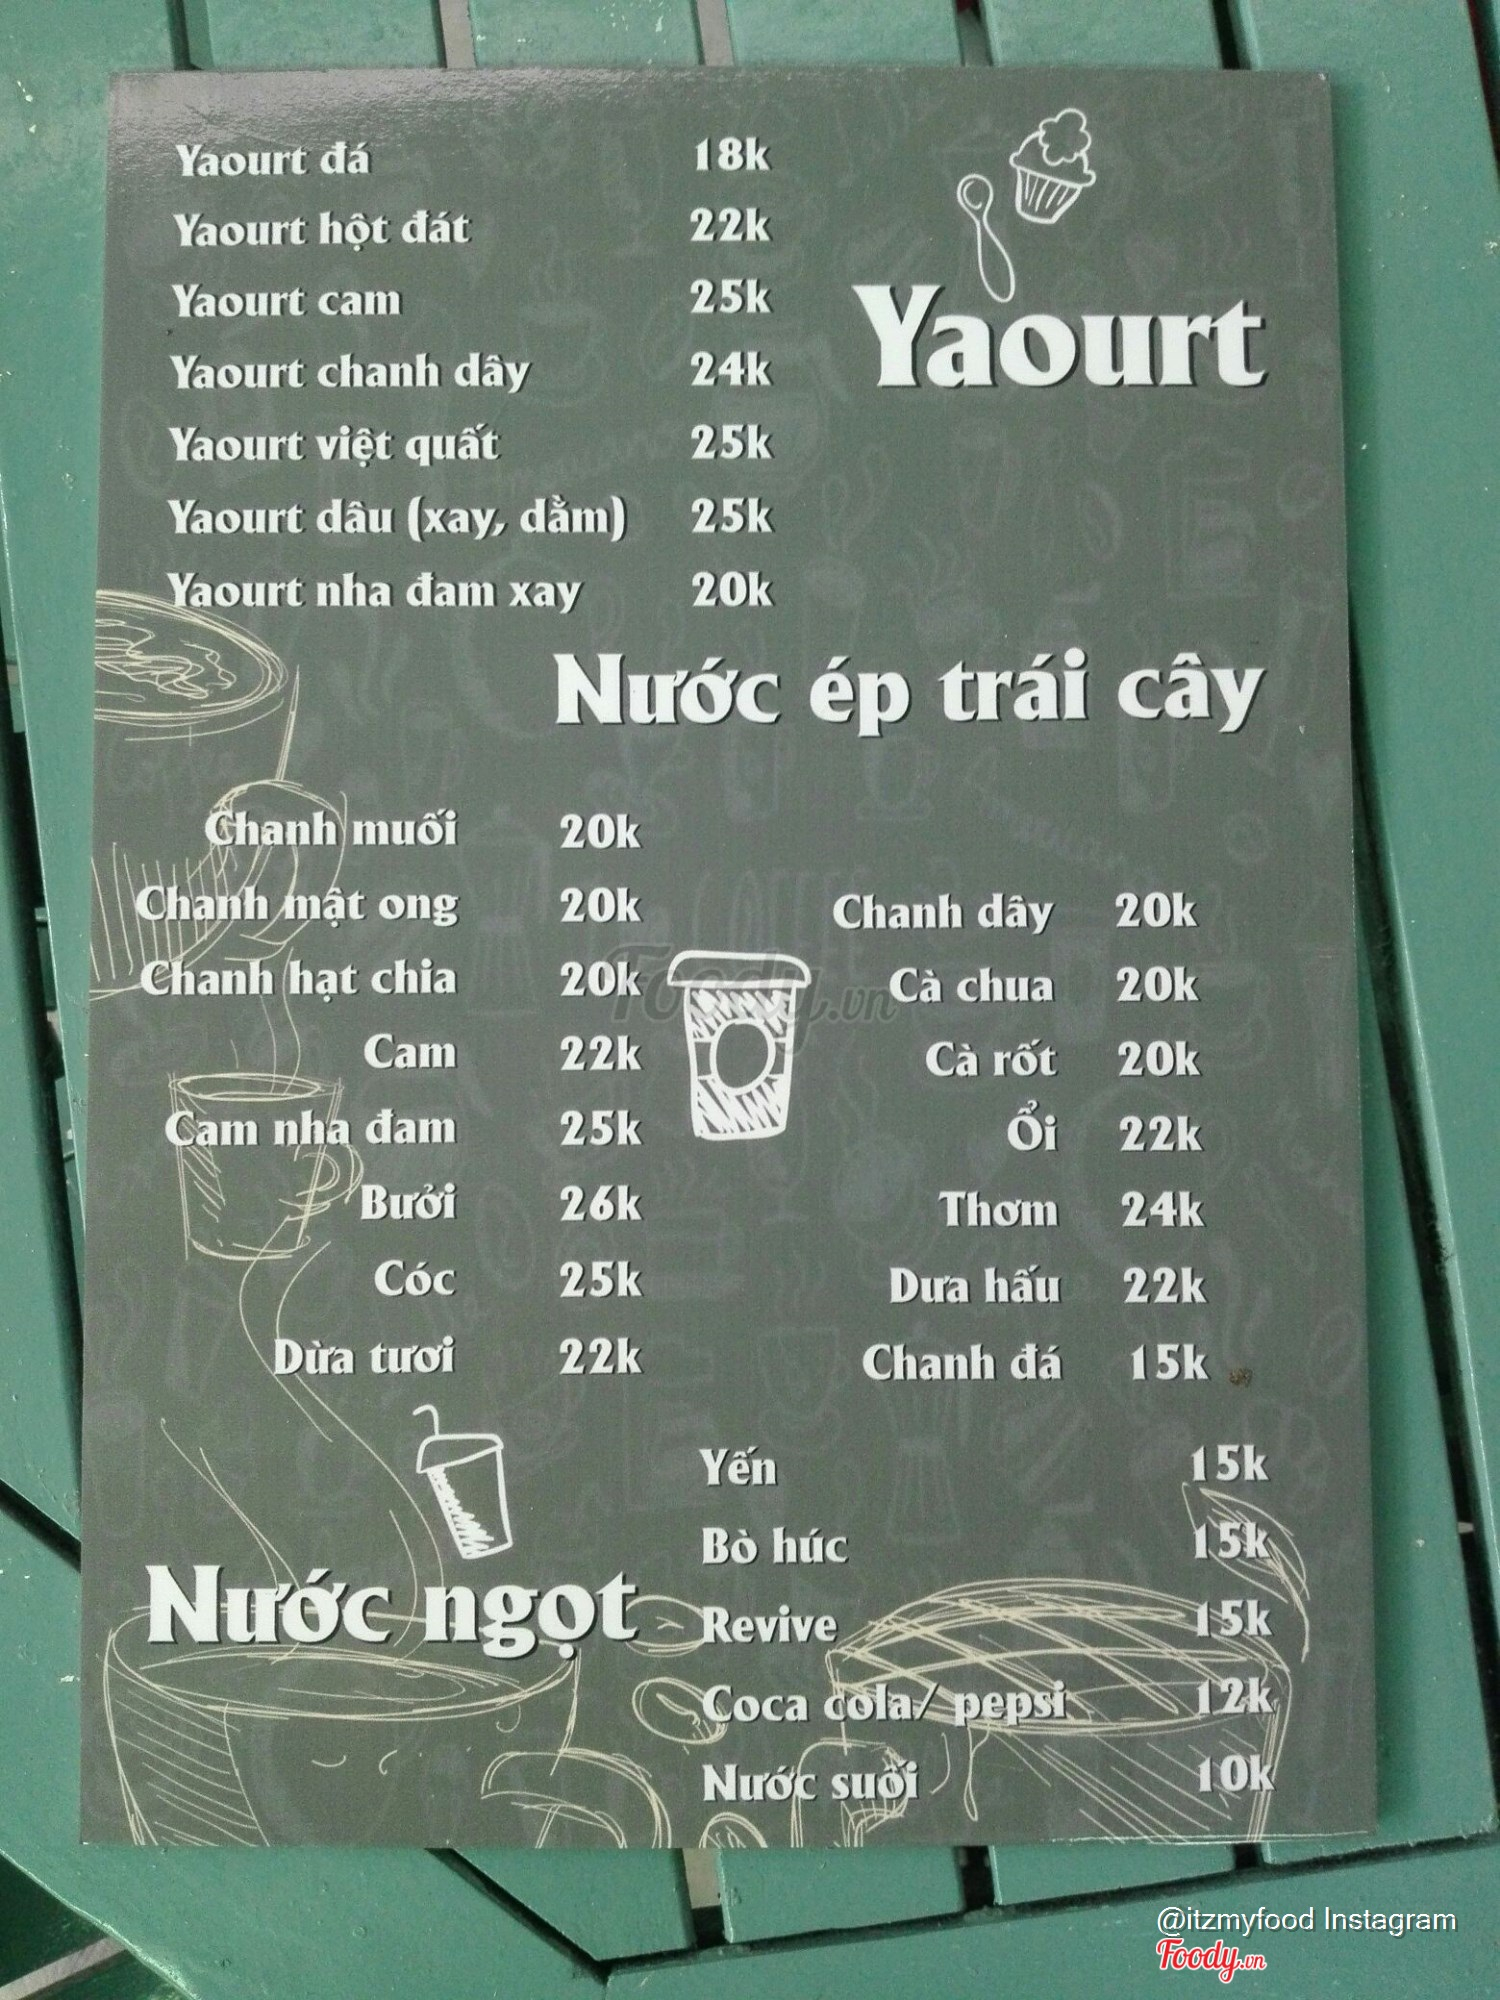 Yaourt đá 18k
Yaourt hột đát 22k
Yaourt cam 25k
Yaourt chanh dây 24k
Yaourt việt quất 25k
Yaourt dâu (xay, dằm) 25k
Yaourt nha đam xay 20k
Yaourt
Nước ép trái cây
Chanh muối 20k
Chanh mật ong 20k
Chanh hạt chia 20k
Cam 22k
Cam nha đam 25k
Bưởi 26k
Cóc 25k
Dừa tươi 22k
Chanh dây 20k
Cà chua 20k
Cà rốt 20k
Ổi 22k
Thơm 24k
Dưa hấu 22k
Chanh đá 15k
Foody.vn
Nước ngọt
Yến 15k
Bò húc 15k
Revive 15k
Coca cola/ pepsi 12k
Nước suối 10k
@itzmyfood Instagram
Foody.vn